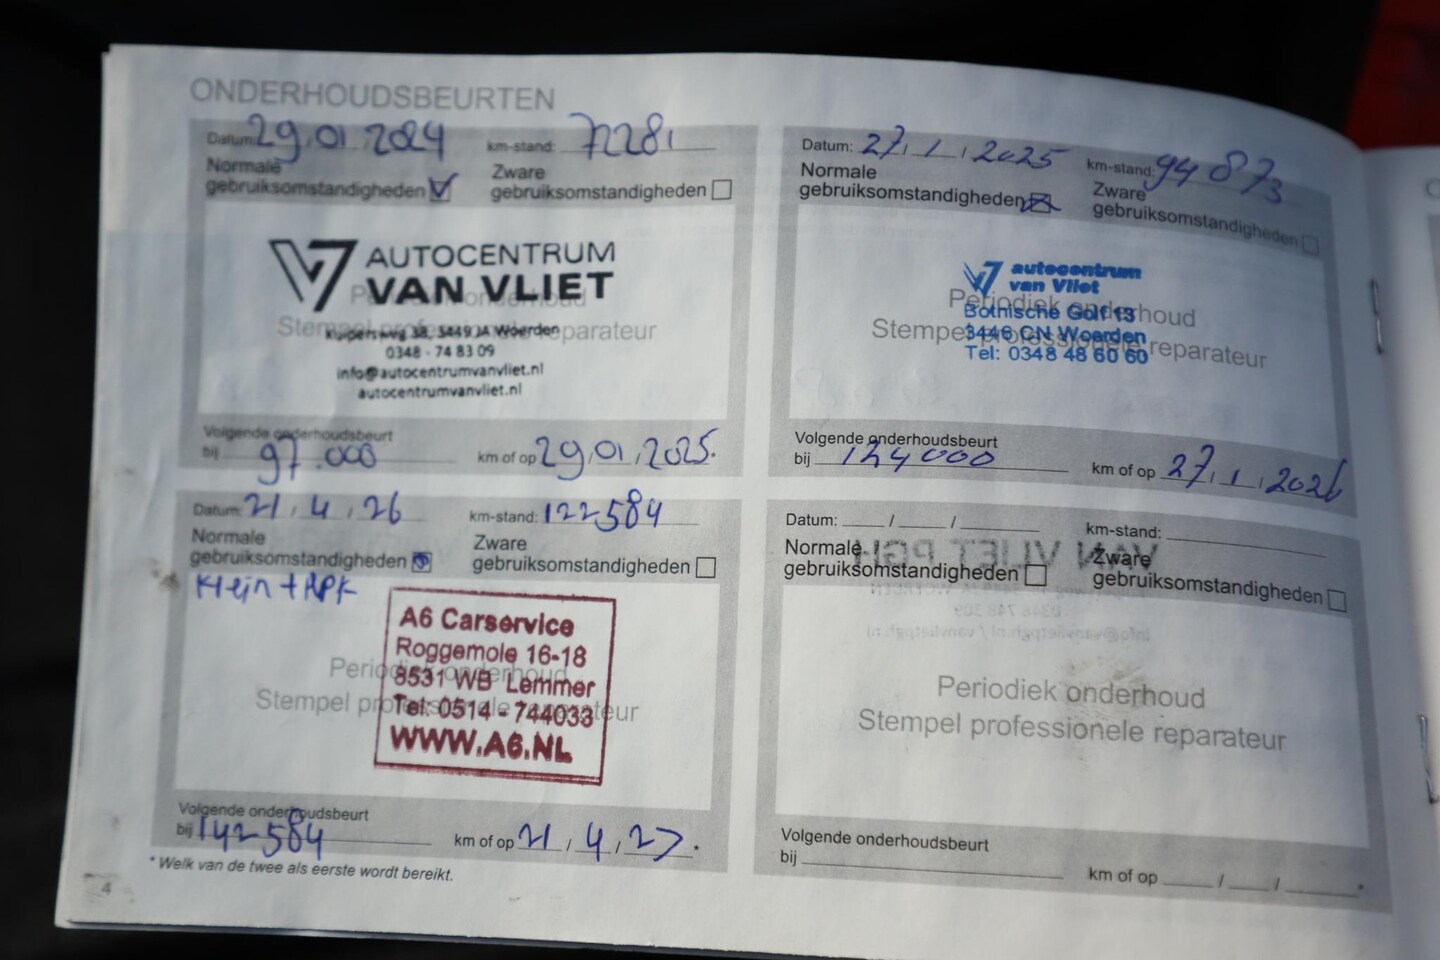 ONDERHOUDSBEURTEN
Datum: 29/01/2024 km-stand: 72281
Normale gebruiksomstandigheden Zware gebruiksomstandigheden
V7 AUTOCENTRUM
VAN VLIET
Periodiek onderhoud
Stempel professionele reparateur
Kuipersweg 38, 3449 JA Woerden
0348 - 74 83 09
info@autocentrumvanvliet.nl
autocentrumvanvliet.nl
Volgende onderhoudsbeurt
bij 97.000 km of op 29/01/2025.
Datum: 27/1/2025 km-stand: 94873
Normale gebruiksomstandigheden Zware gebruiksomstandigheden
V7 autocentrum
van Vliet
Periodiek onderhoud
Bothische Golf 13
Stempel professionele reparateur
3446 CN Woerden
Tel: 0348 48 60 60
Volgende onderhoudsbeurt
bij 124000 km of op 27/1/2026
Datum: 21/4/26 km-stand: 122584
Normale gebruiksomstandigheden Zware gebruiksomstandigheden
Klein + APK
A6 Carservice
Roggemole 16-18
Periodiek onderhoud
8531 WB Lemmer
Stempel professionele reparateur
Tel: 0514 - 744033
WWW.A6.NL
Volgende onderhoudsbeurt
bij 142584 km of op 21/4/27.
Datum: / / km-stand:
Normale gebruiksomstandigheden Zware gebruiksomstandigheden
Periodiek onderhoud
Stempel professionele reparateur
Volgende onderhoudsbeurt
bij km of op / / .
* Welk van de twee als eerste wordt bereikt.
4